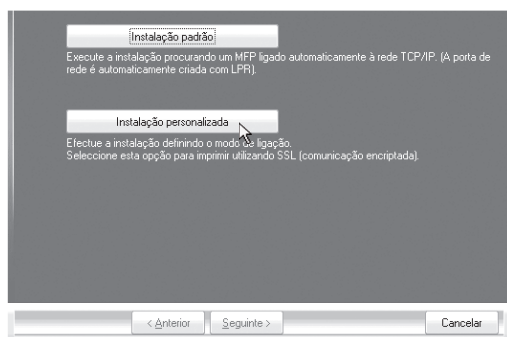 Instalação padrão
Execute a instalação procurando um MFP ligado automaticamente à rede TCP/IP. (A porta de
rede é automaticamente criada com LPR).
Instalação personalizada
Efectue a instalação definindo o modo de ligação.
Seleccione esta opção para imprimir utilizando SSL (comunicação encriptada).
< Anterior
Seguinte >
Cancelar